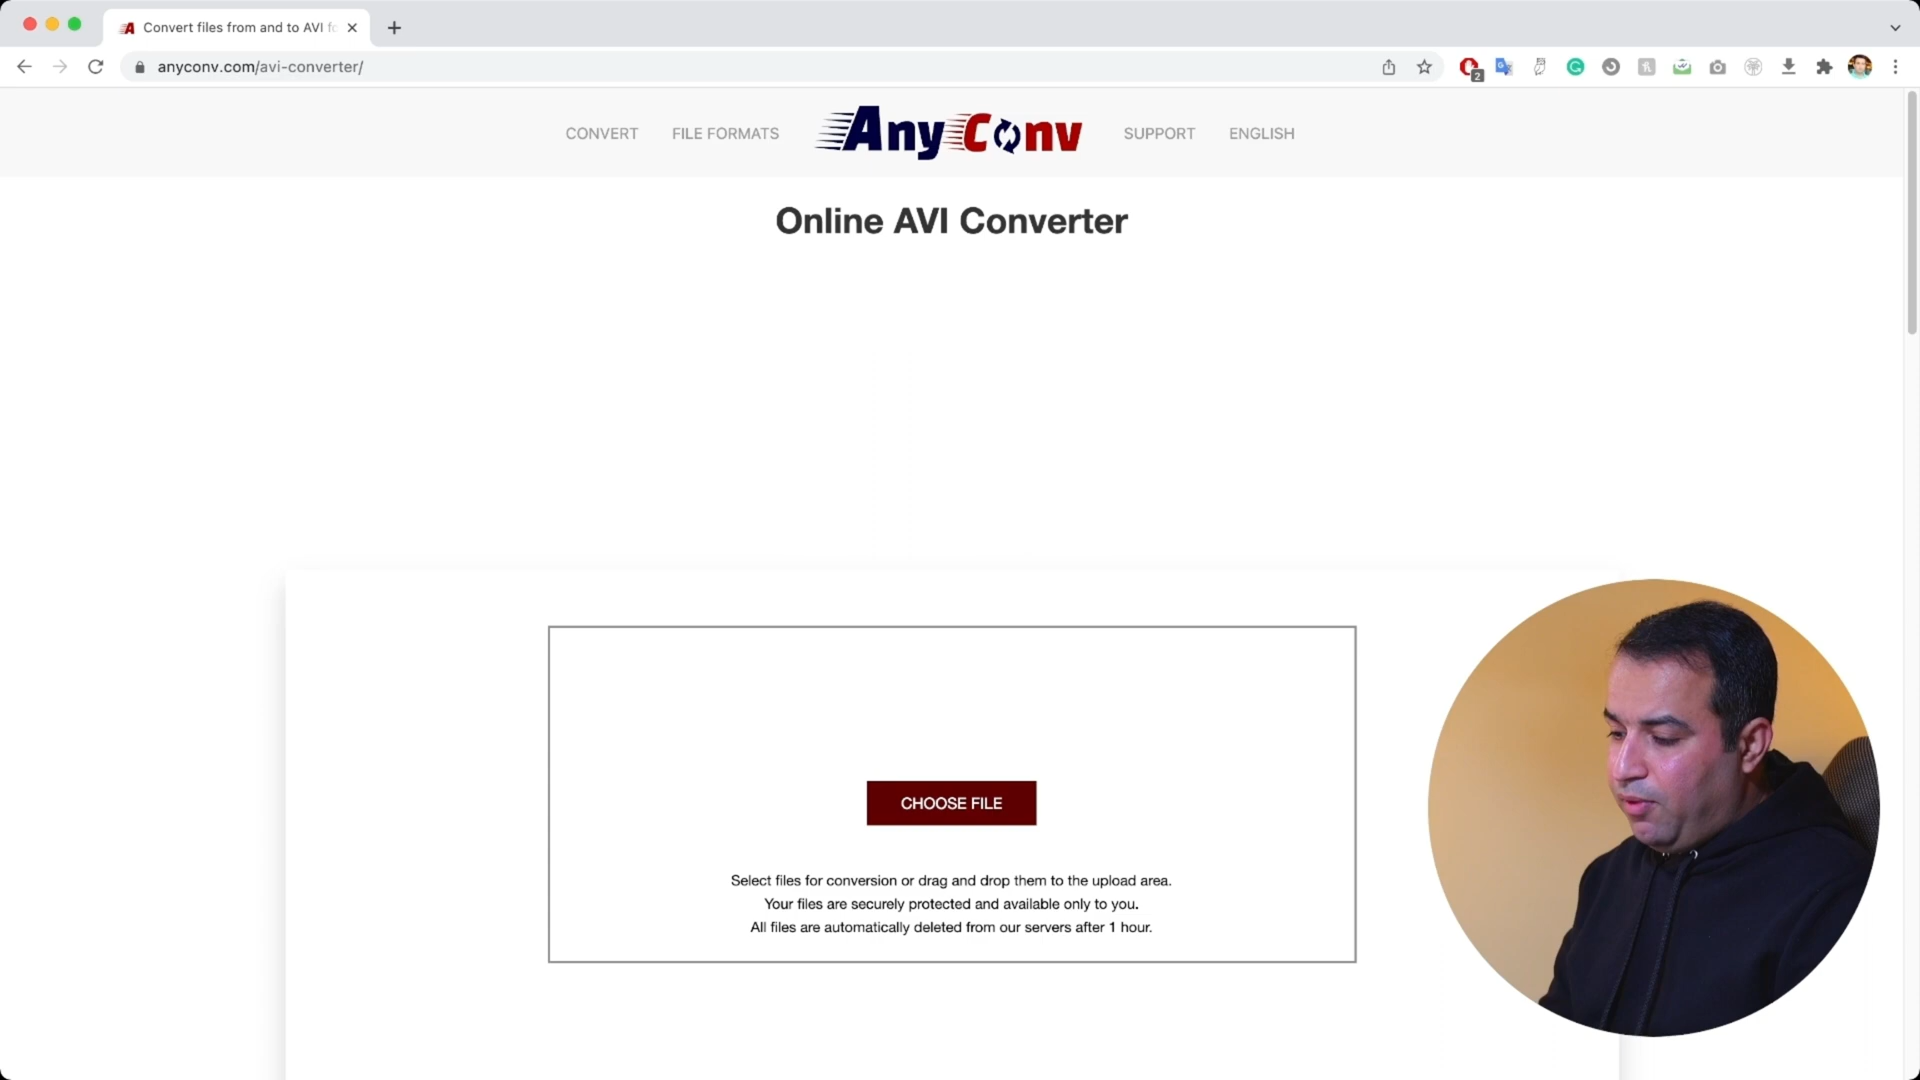 Convert files from and to AVI fo
anyconv.com/avi-converter/
2
CONVERT
FILE FORMATS
AnyConv
SUPPORT
ENGLISH
Online AVI Converter
CHOOSE FILE
Select files for conversion or drag and drop them to the upload area.
Your files are securely protected and available only to you.
All files are automatically deleted from our servers after 1 hour.